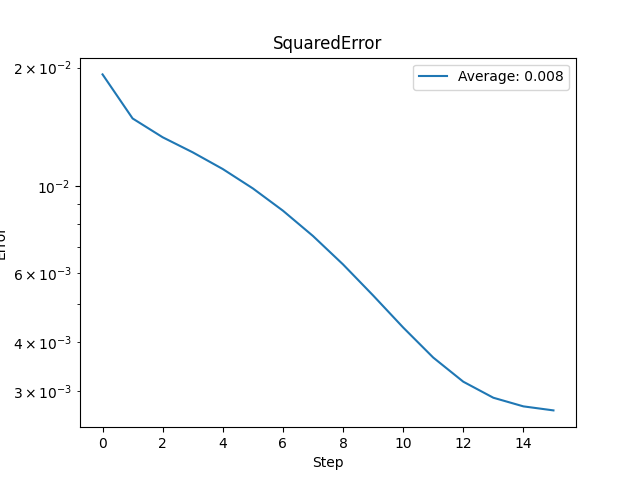 SquaredError
Average: 0.008
2 × 10⁻²
10⁻²
6 × 10⁻³
4 × 10⁻³
3 × 10⁻³
Error
0 2 4 6 8 10 12 14
Step